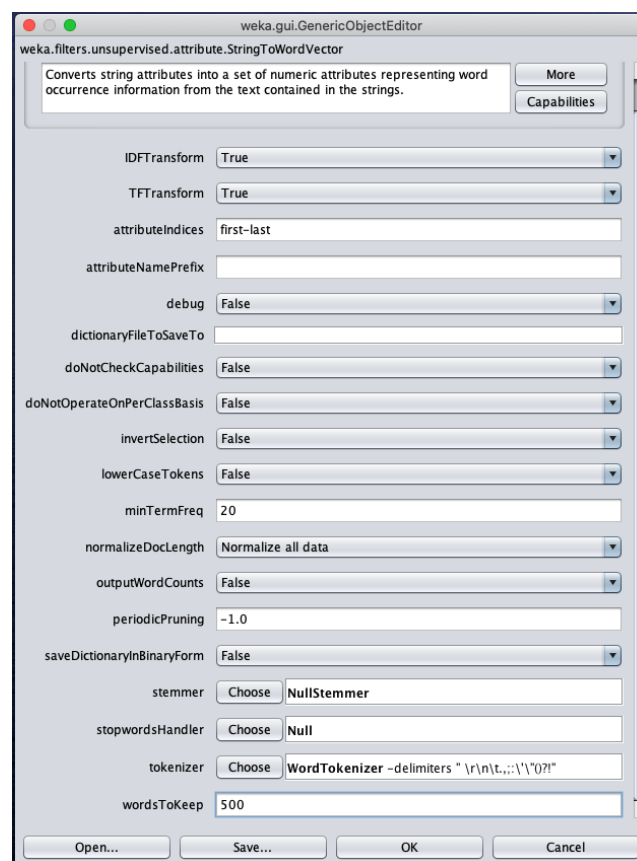 weka.gui.GenericObjectEditor
weka.filters.unsupervised.attribute.StringToWordVector
Converts string attributes into a set of numeric attributes representing word
occurrence information from the text contained in the strings.
More
Capabilities
IDFTransform True
TFTransform True
attributeIndices first-last
attributeNamePrefix
debug False
dictionaryFileToSaveTo
doNotCheckCapabilities False
doNotOperateOnPerClassBasis False
invertSelection False
lowerCaseTokens False
minTermFreq 20
normalizeDocLength Normalize all data
outputWordCounts False
periodicPruning -1.0
saveDictionaryInBinaryForm False
stemmer Choose NullStemmer
stopwordsHandler Choose Null
tokenizer Choose WordTokenizer -delimiters " \r\n\t.,;:\'\"()?!"
wordsToKeep 500
Open... Save... OK Cancel